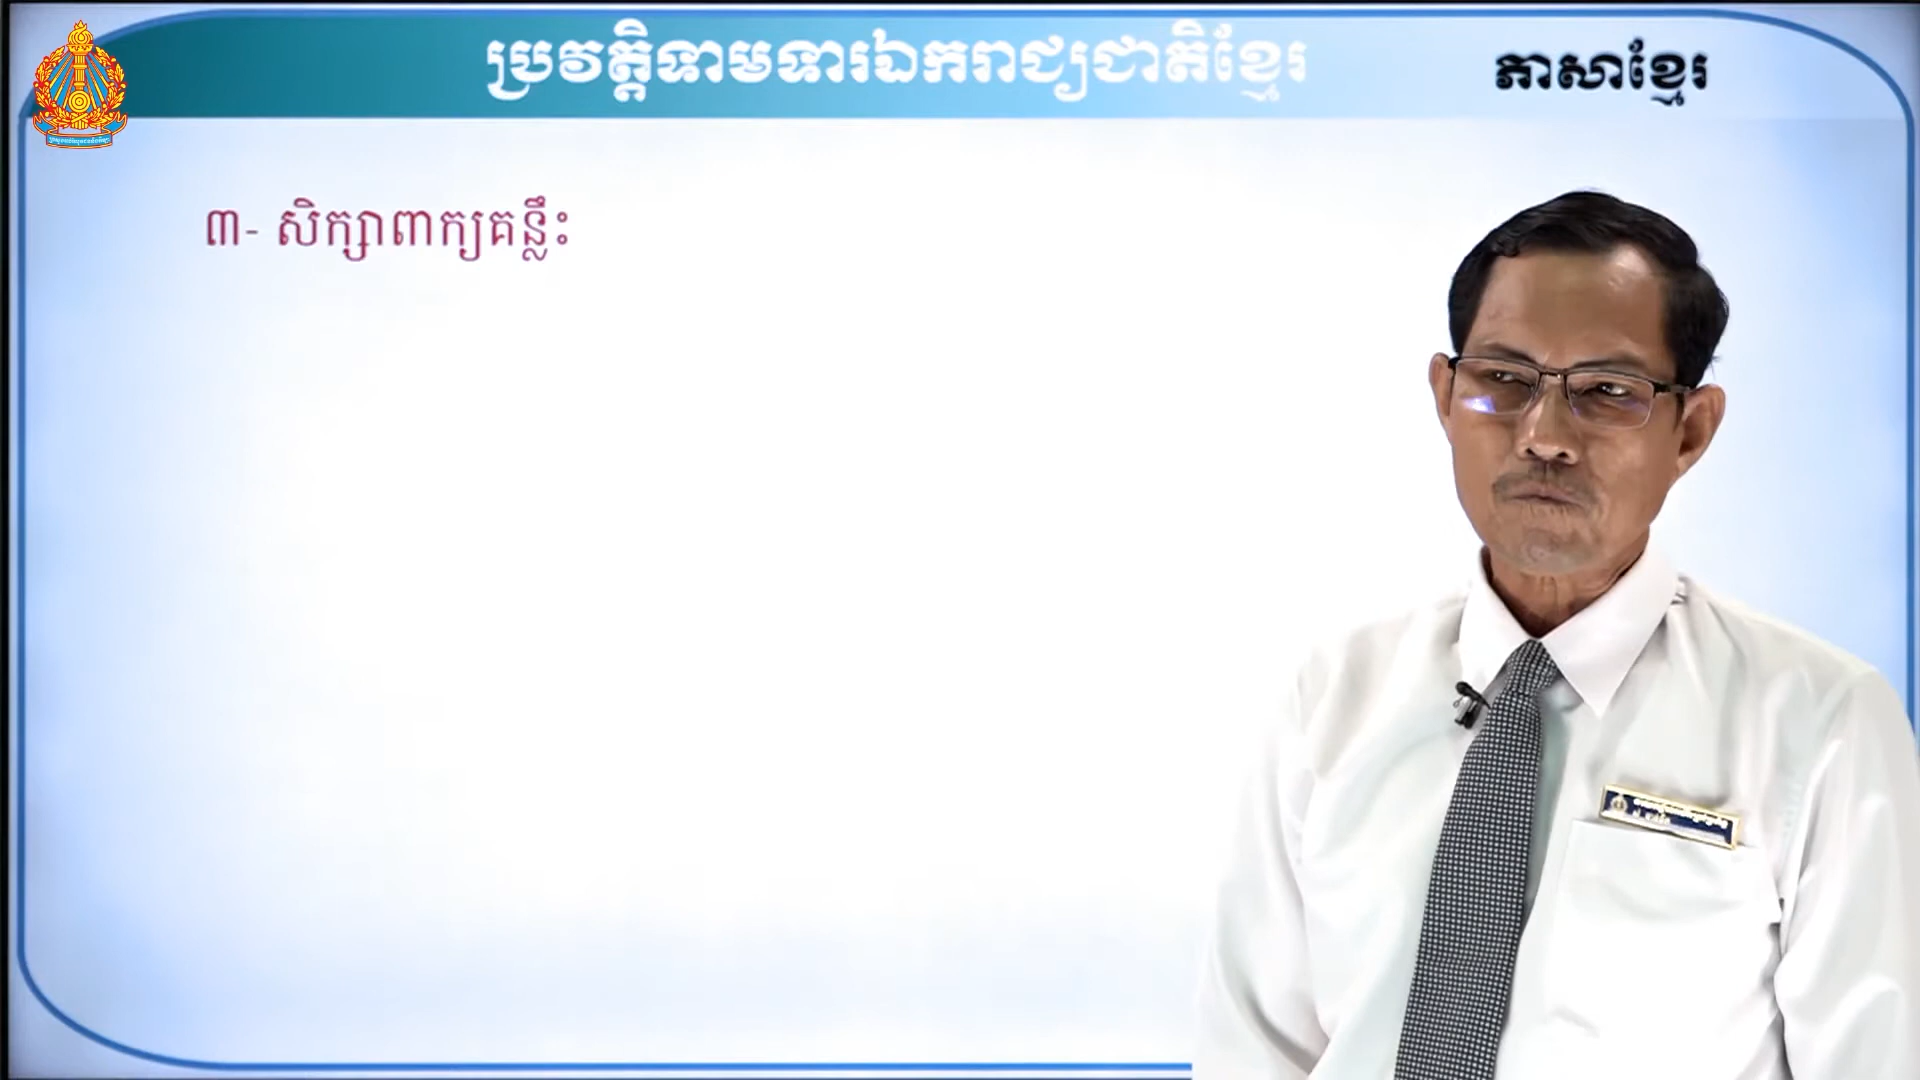 ប្រវត្តិទាមទារឯករាជ្យជាតិខ្មែរ
ភាសាខ្មែរ
៣- សិក្សាពាក្យគន្លឹះ